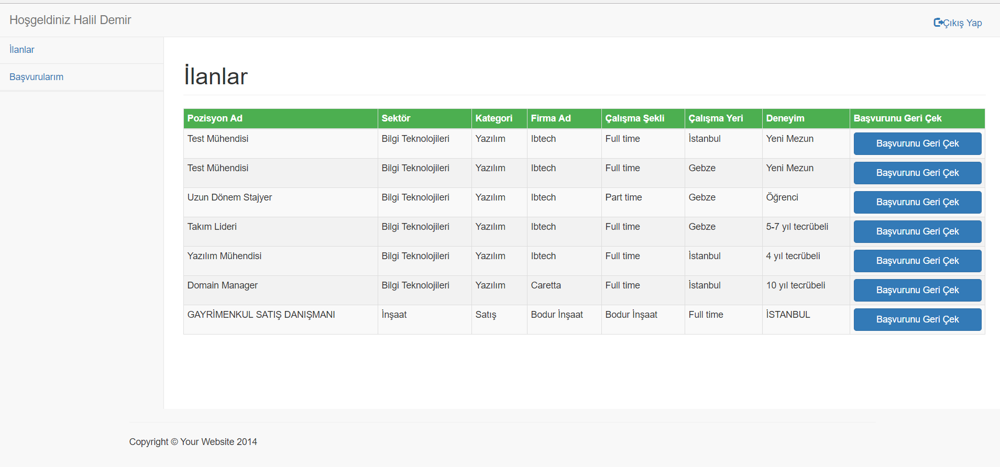 Hoşgeldiniz Halil Demir
Çıkış Yap
İlanlar
Başvurularım
İlanlar
Pozisyon Ad Sektör Kategori Firma Ad Çalışma Şekli Çalışma Yeri Deneyim Başvurunu Geri Çek
Test Mühendisi Bilgi Teknolojileri Yazılım Ibtech Full time İstanbul Yeni Mezun Başvurunu Geri Çek
Test Mühendisi Bilgi Teknolojileri Yazılım Ibtech Full time Gebze Yeni Mezun Başvurunu Geri Çek
Uzun Dönem Stajyer Bilgi Teknolojileri Yazılım Ibtech Part time Gebze Öğrenci Başvurunu Geri Çek
Takım Lideri Bilgi Teknolojileri Yazılım Ibtech Full time Gebze 5-7 yıl tecrübeli Başvurunu Geri Çek
Yazılım Mühendisi Bilgi Teknolojileri Yazılım Ibtech Full time İstanbul 4 yıl tecrübeli Başvurunu Geri Çek
Domain Manager Bilgi Teknolojileri Yazılım Caretta Full time İstanbul 10 yıl tecrübeli Başvurunu Geri Çek
GAYRİMENKUL SATIŞ DANIŞMANI İnşaat Satış Bodur İnşaat Bodur İnşaat Full time İSTANBUL Başvurunu Geri Çek
Copyright © Your Website 2014